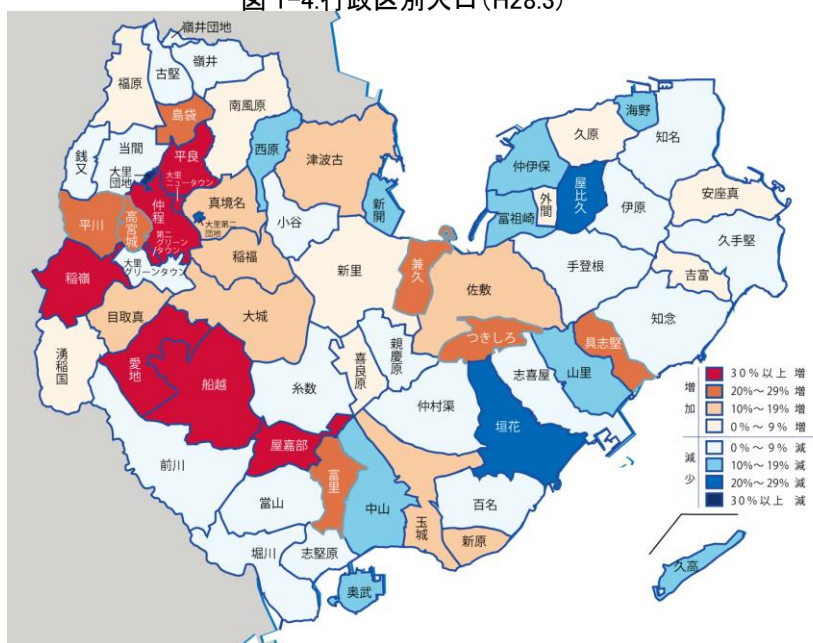 図 1-4.行政区別人口(H28.3)
嶺井団地
福原
古堅
嶺井
島袋
南風原
銭又
当間
平良
大里団地
大里ニュータウン
西原
津波古
仲程
真境名
新開
平川
高宮城
第二グリーンタウン
大里第二団地
小谷
大里グリーンタウン
稲福
稲嶺
新里
兼久
佐敷
目取真
大城
湧稲国
愛地
船越
糸数
喜良原
親慶原
つきしろ
仲村渠
志喜屋
山里
具志堅
垣花
前川
屋嘉部
富里
中山
當山
玉城
百名
新原
堀川
志堅原
奥武
久高
海野
久原
知名
仲伊保
屋比久
外間
冨祖崎
伊原
安座真
久手堅
手登根
吉富
知念
増加
30%以上 増
20%～29% 増
10%～19% 増
0%～9% 増
減少
0%～9% 減
10%～19% 減
20%～29% 減
30%以上 減